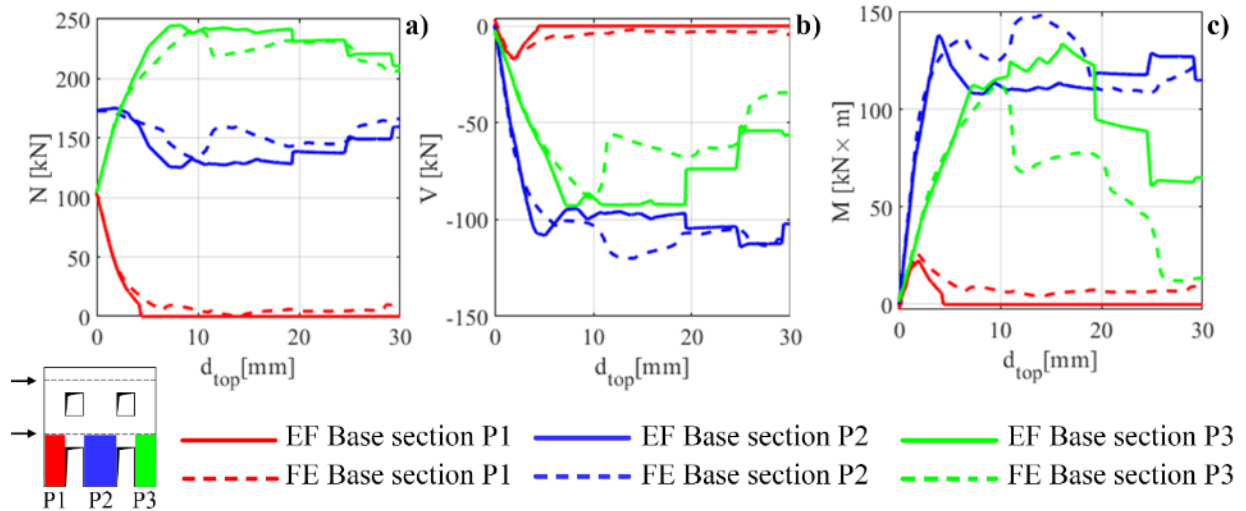 a)
N [kN]
250
200
150
100
50
0
0 10 20 30
d_top[mm]
b)
V [kN]
0
-50
-100
-150
0 10 20 30
d_top[mm]
c)
M [kN× m]
150
100
50
0
0 10 20 30
d_top[mm]
P1 P2 P3
EF Base section P1
EF Base section P2
EF Base section P3
FE Base section P1
FE Base section P2
FE Base section P3